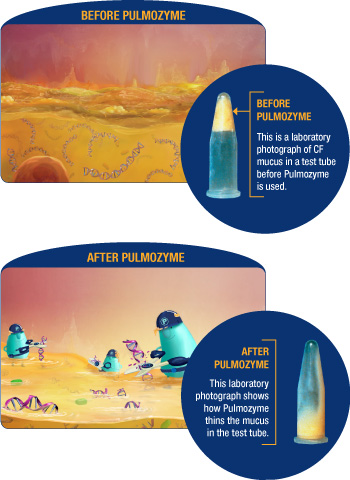 BEFORE PULMOZYME
BEFORE
PULMOZYME
This is a laboratory
photograph of CF
mucus in a test tube
before Pulmozyme
is used.
AFTER PULMOZYME
P
AFTER
PULMOZYME
This laboratory
photograph shows
how Pulmozyme
thins the mucus
in the test tube.